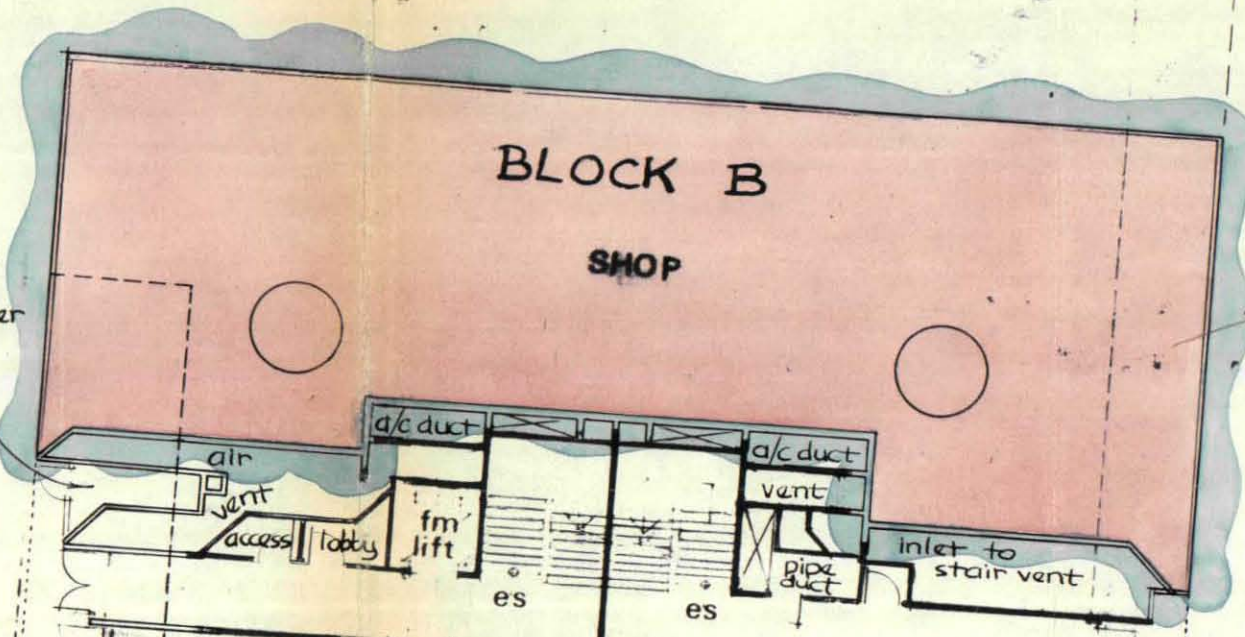 BLOCK B
SHOP
er
a/c duct
a/c duct
air
vent
vent
access
lobby
fm
lift
inlet to
stair vent
pipe
duct
es
es